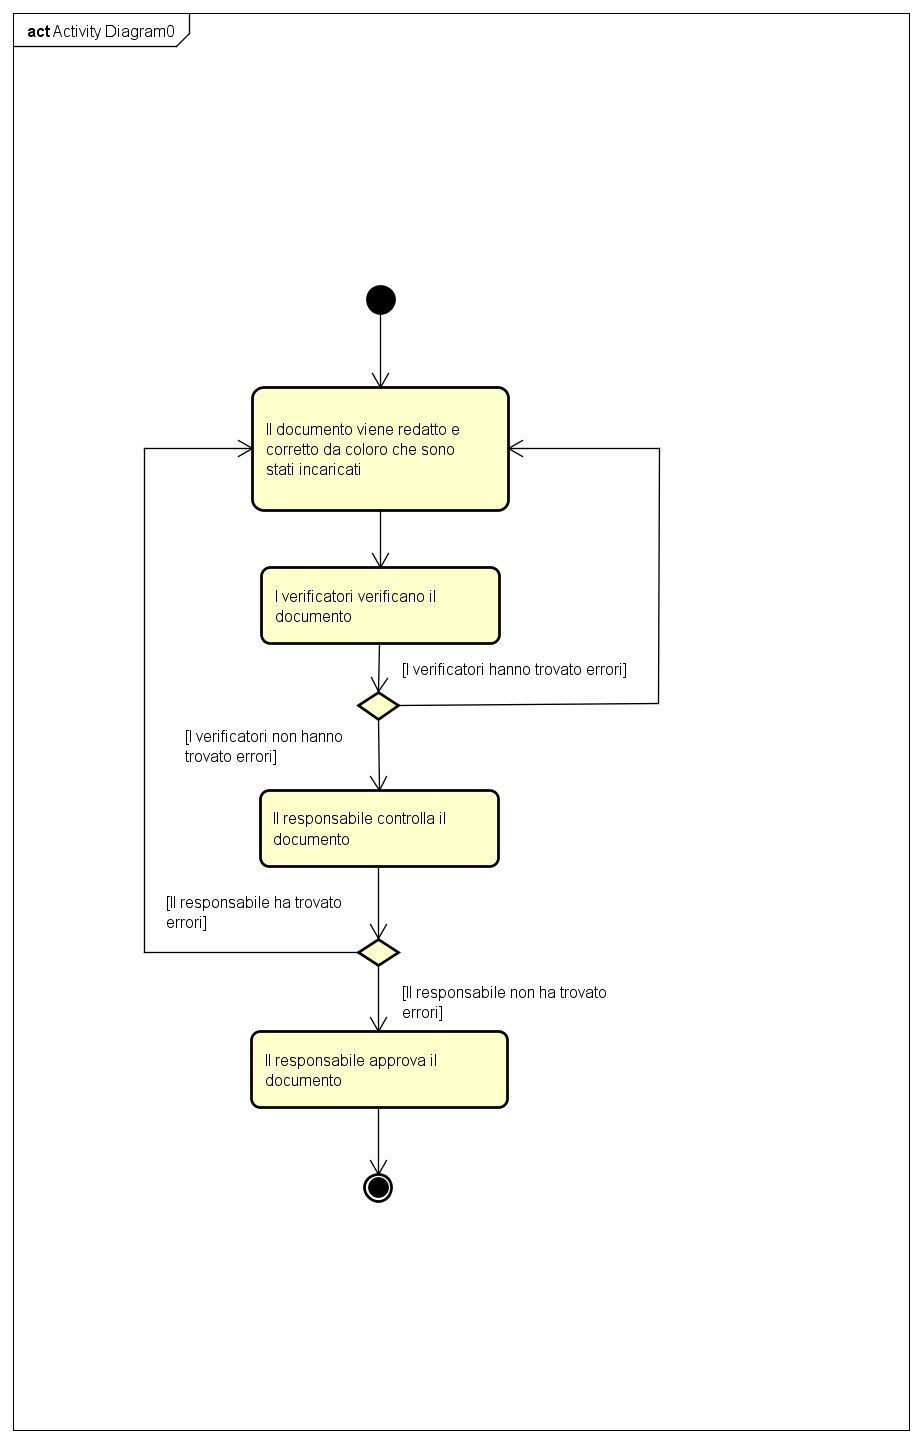 act Activity Diagram0
Il documento viene redatto e
corretto da coloro che sono
stati incaricati
I verificatori verificano il
documento
[I verificatori hanno trovato errori]
[I verificatori non hanno
trovato errori]
Il responsabile controlla il
documento
[Il responsabile ha trovato
errori]
[Il responsabile non ha trovato
errori]
Il responsabile approva il
documento